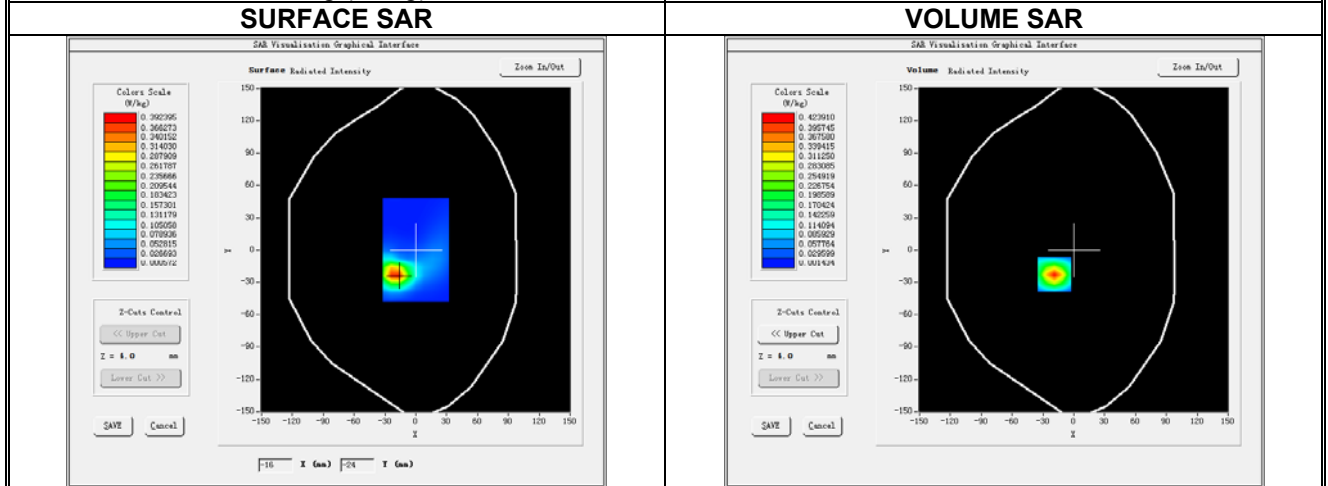 SURFACE SAR
SAR Visualisation Graphical Interface
Surface Radiated Intensity
Zoom In/Out
Colors Scale
(W/kg)
0.392395
0.366273
0.340152
0.314030
0.287909
0.261787
0.235666
0.209544
0.183423
0.157301
0.131179
0.105058
0.078936
0.052815
0.026693
0.000572
150
120
90
60
30
0
-30
-60
-90
-120
-150
Y
-150 -120 -90 -60 -30 0 30 60 90 120 150
X
Z-Cuts Control
<< Upper Cut
Z = 4.0 mm
Lower Cut >>
SAVE Cancel
-16 X (mm) -24 Y (mm)
VOLUME SAR
SAR Visualisation Graphical Interface
Volume Radiated Intensity
Zoom In/Out
Colors Scale
(W/kg)
0.423910
0.395745
0.367580
0.339415
0.311250
0.283085
0.254919
0.226754
0.198589
0.170424
0.142259
0.114094
0.085929
0.057764
0.029599
0.001434
150
120
90
60
30
0
-30
-60
-90
-120
-150
Y
-150 -120 -90 -60 -30 0 30 60 90 120 150
X
Z-Cuts Control
<< Upper Cut
Z = 4.0 mm
Lower Cut >>
SAVE Cancel